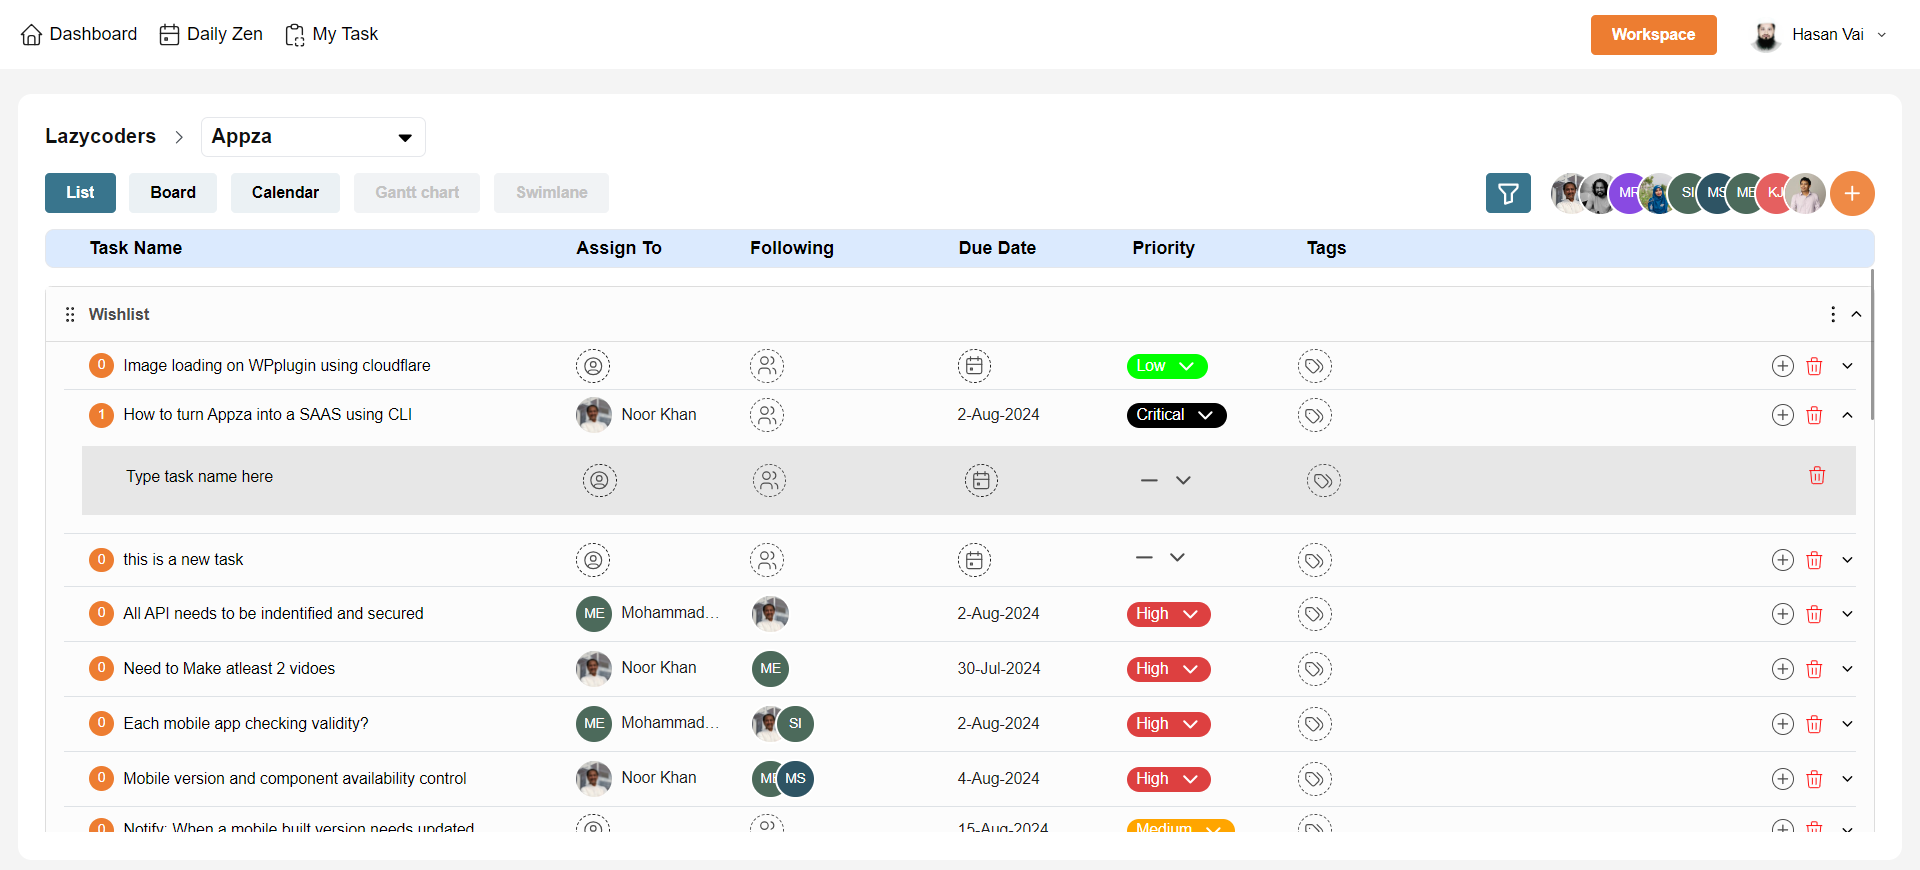 Dashboard Daily Zen My Task Workspace Hasan Vai
Lazycoders Appza
List Board Calendar Gantt chart Swimlane MR SI MS ME KJ
Task Name Assign To Following Due Date Priority Tags
Wishlist
0 Image loading on WPplugin using cloudflare Low
1 How to turn Appza into a SAAS using CLI Noor Khan 2-Aug-2024 Critical
Type task name here
0 this is a new task
0 All API needs to be indentified and secured ME Mohammad... 2-Aug-2024 High
0 Need to Make atleast 2 vidoes Noor Khan ME 30-Jul-2024 High
0 Each mobile app checking validity? ME Mohammad... SI 2-Aug-2024 High
0 Mobile version and component availability control Noor Khan ME MS 4-Aug-2024 High
0 Notify: When a mobile built version needs updated 15-Aug-2024 Medium